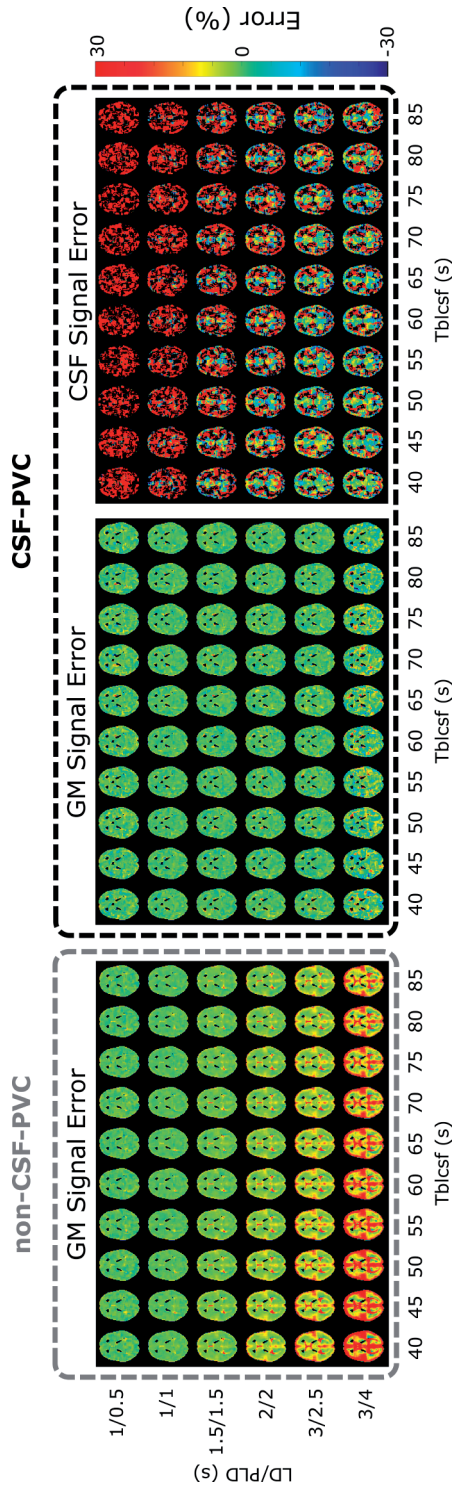 non-CSF-PVC
CSF-PVC
GM Signal Error
GM Signal Error
CSF Signal Error
LD/PLD (s)
1/0.5
1/1
1.5/1.5
2/2
3/2.5
3/4
40 45 50 55 60 65 70 75 80 85
Tblcsf (s)
40 45 50 55 60 65 70 75 80 85
Tblcsf (s)
40 45 50 55 60 65 70 75 80 85
Tblcsf (s)
30
0
-30
Error (%)